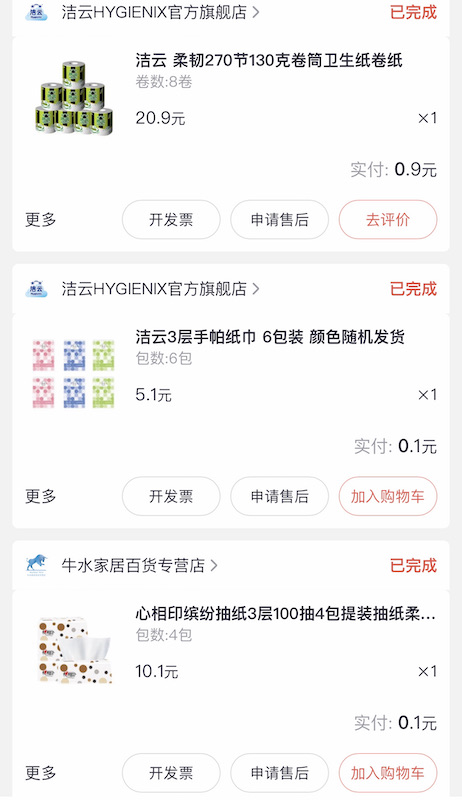 洁云HYGIENIX官方旗舰店
已完成
洁云 柔韧270节130克卷筒卫生纸卷纸
卷数:8卷
20.9元
×1
实付: 0.9元
更多
开发票
申请售后
去评价
洁云HYGIENIX官方旗舰店
已完成
洁云3层手帕纸巾 6包装 颜色随机发货
包数:6包
5.1元
×1
实付: 0.1元
更多
开发票
申请售后
加入购物车
牛水家居百货专营店
已完成
心相印缤纷抽纸3层100抽4包提装抽纸柔...
包数:4包
10.1元
×1
实付: 0.1元
更多
开发票
申请售后
加入购物车